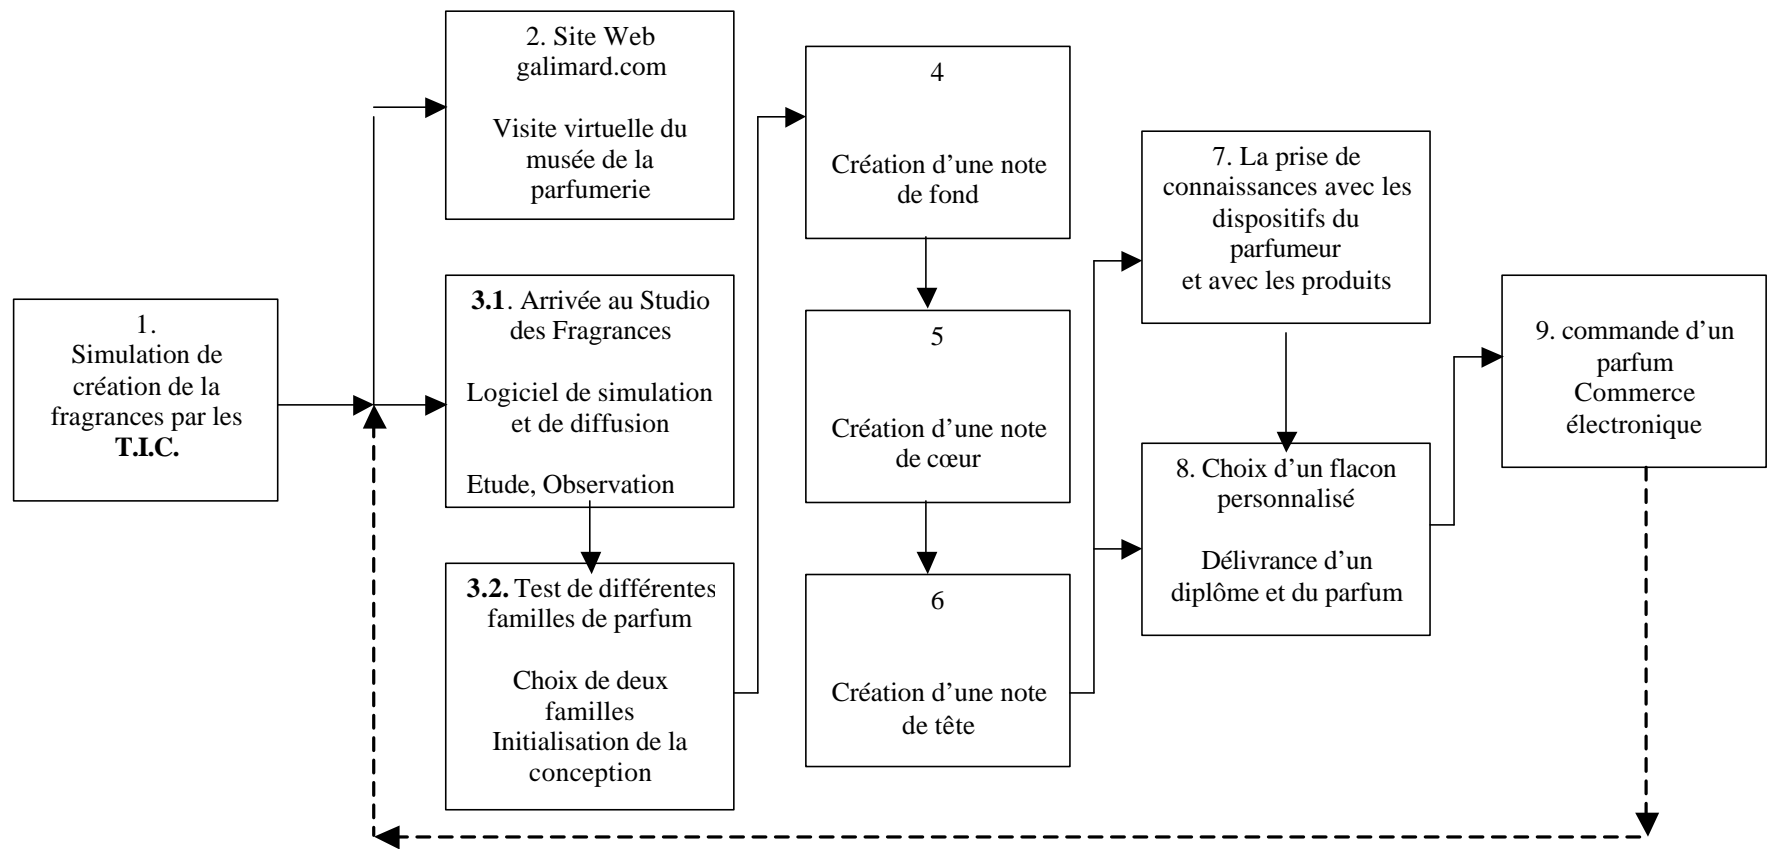 1.
Simulation de
création de la
fragrances par les
T.I.C.
2. Site Web
galimard.com
Visite virtuelle du
musée de la
parfumerie
3.1. Arrivée au Studio
des Fragrances
Logiciel de simulation
et de diffusion
Etude, Observation
3.2. Test de différentes
familles de parfum
Choix de deux
familles
Initialisation de la
conception
4
Création d’une note
de fond
5
Création d’une note
de cœur
6
Création d’une note
de tête
7. La prise de
connaissances avec les
dispositifs du
parfumeur
et avec les produits
8. Choix d’un flacon
personnalisé
Délivrance d’un
diplôme et du parfum
9. commande d’un
parfum
Commerce
électronique